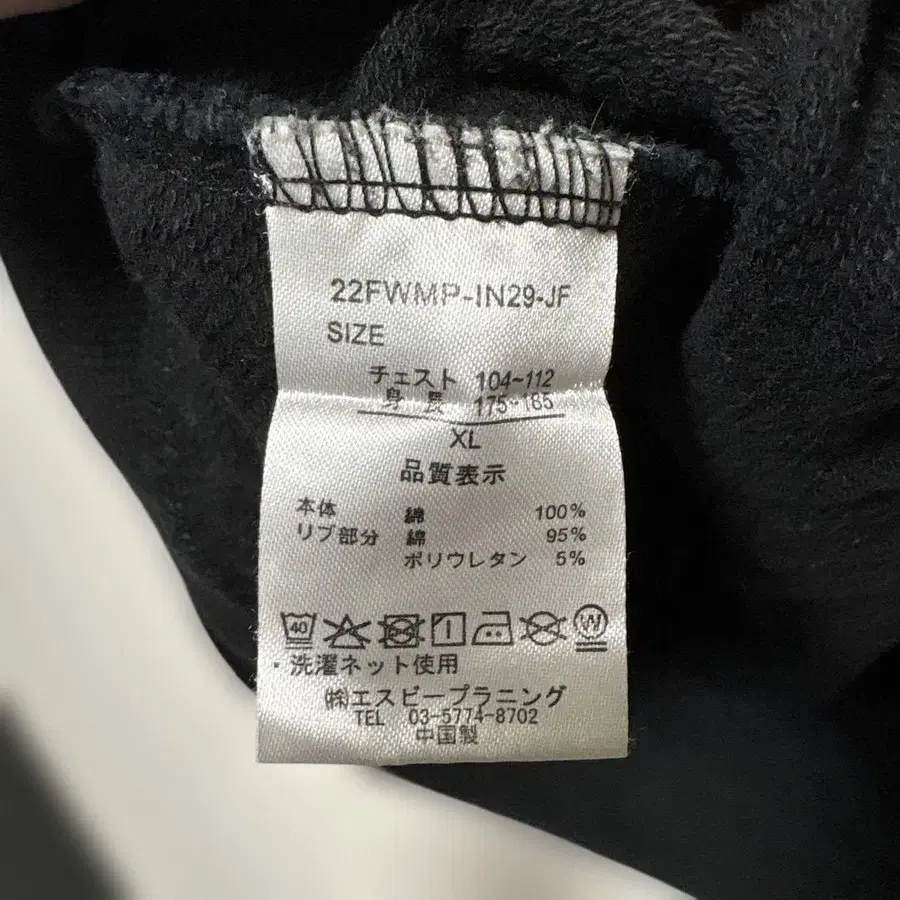 22FWMP-IN29-JF
SIZE
チェスト 104~112
身長 175~185
XL
品質表示
本体 綿 100%
リブ部分 綿 95%
ポリウレタン 5%
40 W
・洗濯ネット使用
㈱エスピープラニング
TEL 03-5774-8702
中国製